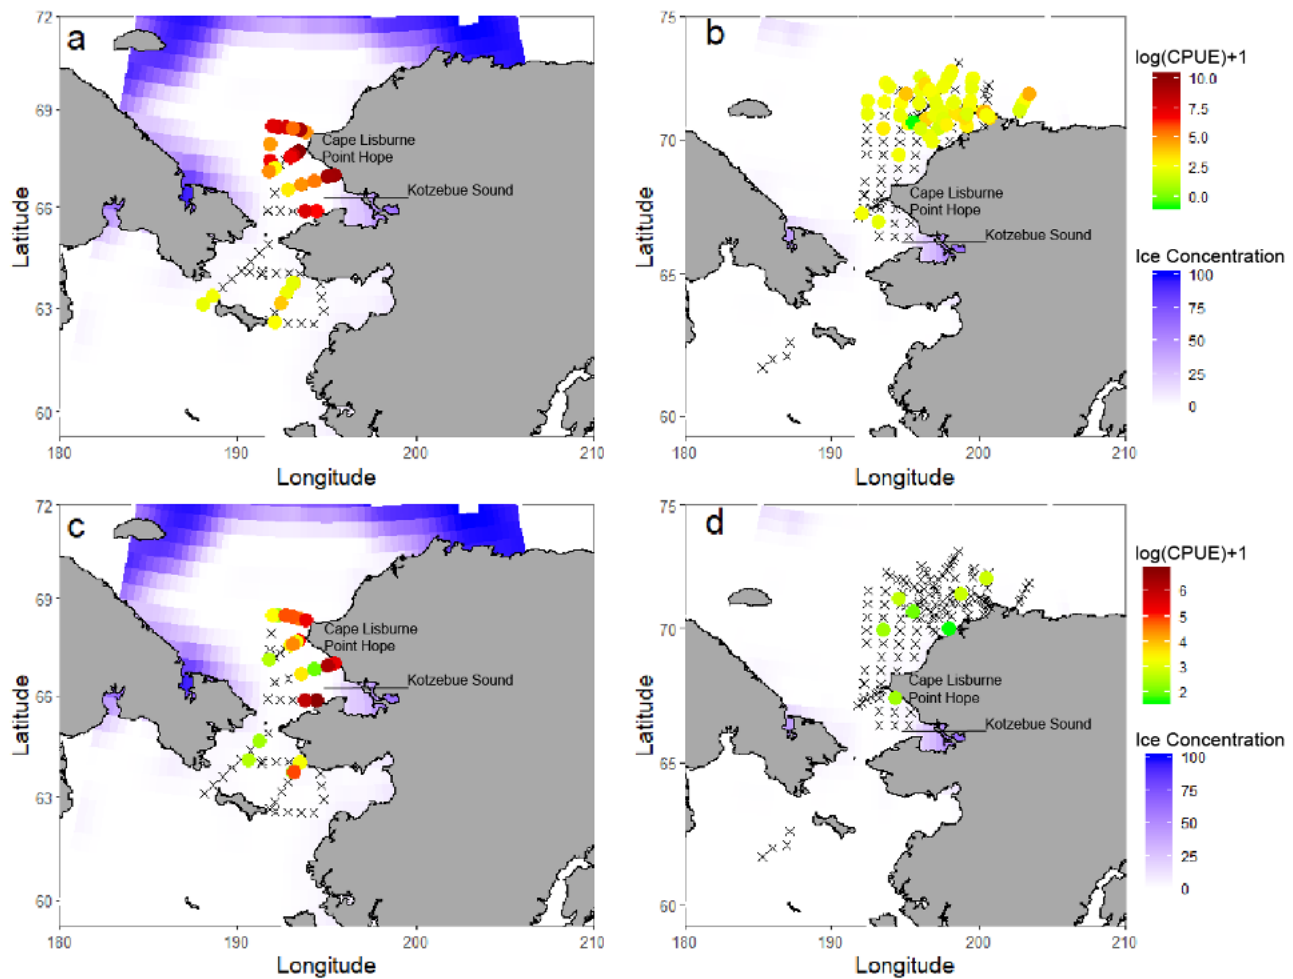 a
72
69
66
63
60
Latitude
180
190
200
210
Longitude
Cape Lisburne
Point Hope
Kotzebue Sound
b
75
70
65
60
Latitude
180
190
200
210
Longitude
Cape Lisburne
Point Hope
Kotzebue Sound
log(CPUE)+1
10.0
7.5
5.0
2.5
0.0
Ice Concentration
100
75
50
25
0
c
72
69
66
63
60
Latitude
180
190
200
210
Longitude
Cape Lisburne
Point Hope
Kotzebue Sound
d
75
70
65
60
Latitude
180
190
200
210
Longitude
Cape Lisburne
Point Hope
Kotzebue Sound
log(CPUE)+1
6
5
4
3
2
Ice Concentration
100
75
50
25
0